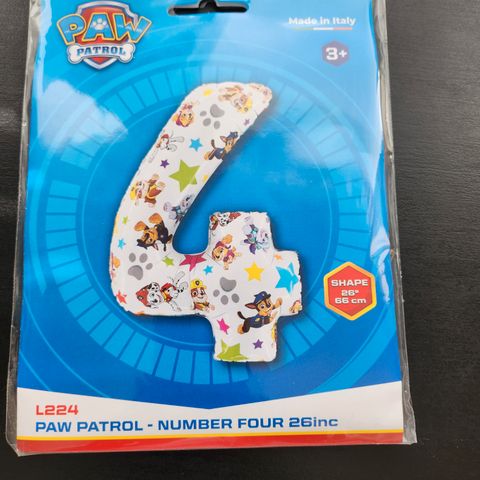 PAW
PATROL
Made in Italy
3+
SHAPE
26"
66 cm
L224
PAW PATROL - NUMBER FOUR 26inc